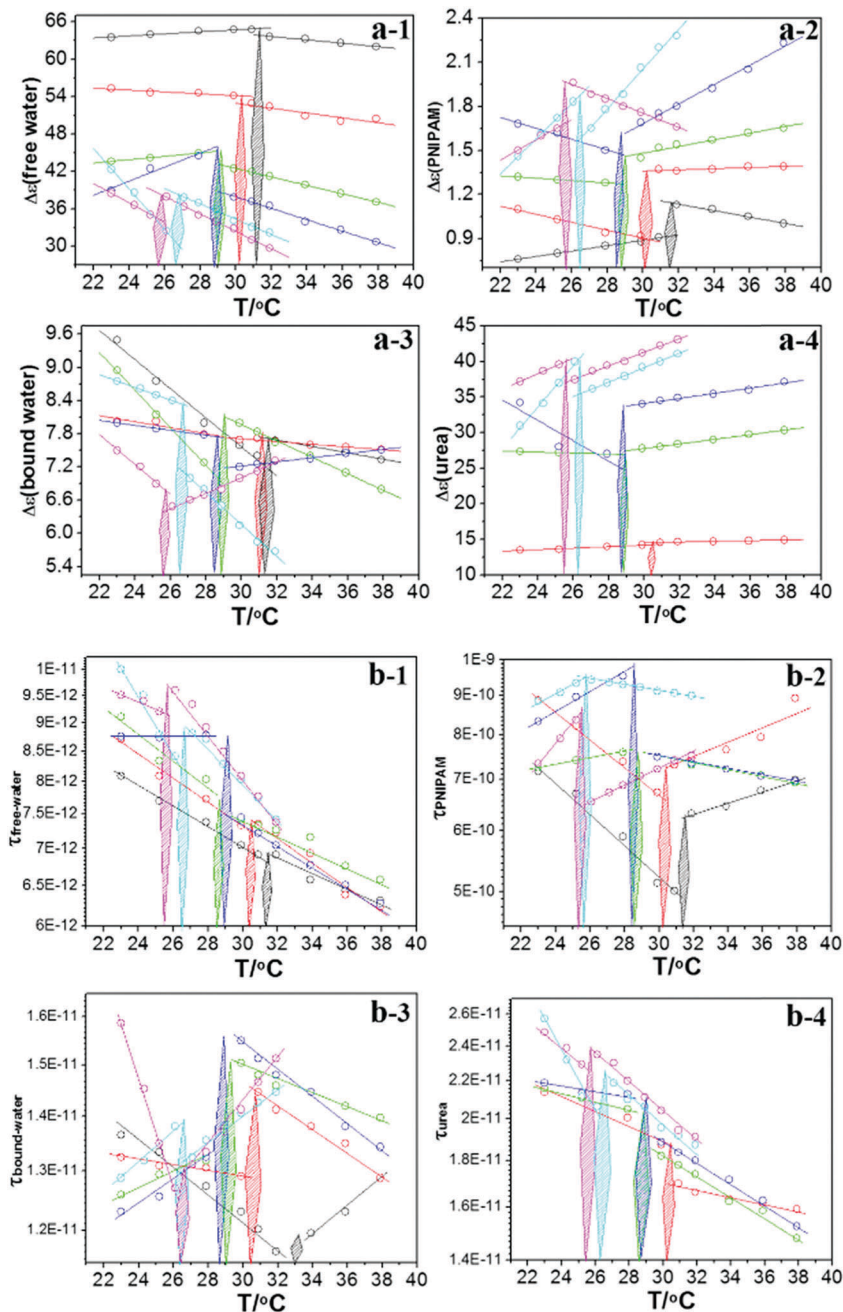 a-1
Δε(free water)
66
60
54
48
42
36
30
22 24 26 28 30 32 34 36 38 40
T/°C
a-2
Δε(PNIPAM)
2.4
2.1
1.8
1.5
1.2
0.9
22 24 26 28 30 32 34 36 38 40
T/°C
a-3
Δε(bound water)
9.6
9.0
8.4
7.8
7.2
6.6
6.0
5.4
22 24 26 28 30 32 34 36 38 40
T/°C
a-4
Δε(urea)
45
40
35
30
25
20
15
10
22 24 26 28 30 32 34 36 38 40
T/°C
b-1
τfree-water
1E-11
9.5E-12
9E-12
8.5E-12
8E-12
7.5E-12
7E-12
6.5E-12
6E-12
22 24 26 28 30 32 34 36 38 40
T/°C
b-2
τPNIPAM
1E-9
9E-10
8E-10
7E-10
6E-10
5E-10
22 24 26 28 30 32 34 36 38 40
T/°C
b-3
τbound-water
1.6E-11
1.5E-11
1.4E-11
1.3E-11
1.2E-11
22 24 26 28 30 32 34 36 38 40
T/°C
b-4
τurea
2.6E-11
2.4E-11
2.2E-11
2E-11
1.8E-11
1.6E-11
1.4E-11
22 24 26 28 30 32 34 36 38 40
T/°C